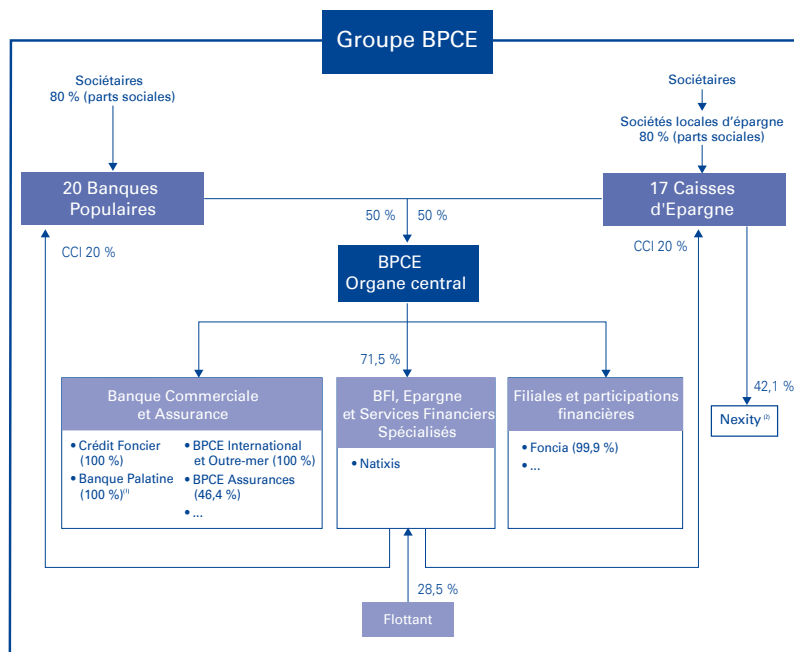 Groupe BPCE
Sociétaires
80 % (parts sociales)
Sociétaires
Sociétés locales d'épargne
80 % (parts sociales)
20 Banques
Populaires
17 Caisses
d'Epargne
50 %
50 %
CCI 20 %
CCI 20 %
BPCE
Organe central
71,5 %
42,1 %
Banque Commerciale
et Assurance
• Crédit Foncier
(100 %)
• Banque Palatine
(100 %)(1)
• BPCE International
et Outre-mer (100 %)
• BPCE Assurances
(46,4 %)
• ...
BFI, Epargne
et Services Financiers
Spécialisés
• Natixis
Filiales et participations
financières
• Foncia (99,9 %)
• ...
Nexity (2)
28,5 %
Flottant